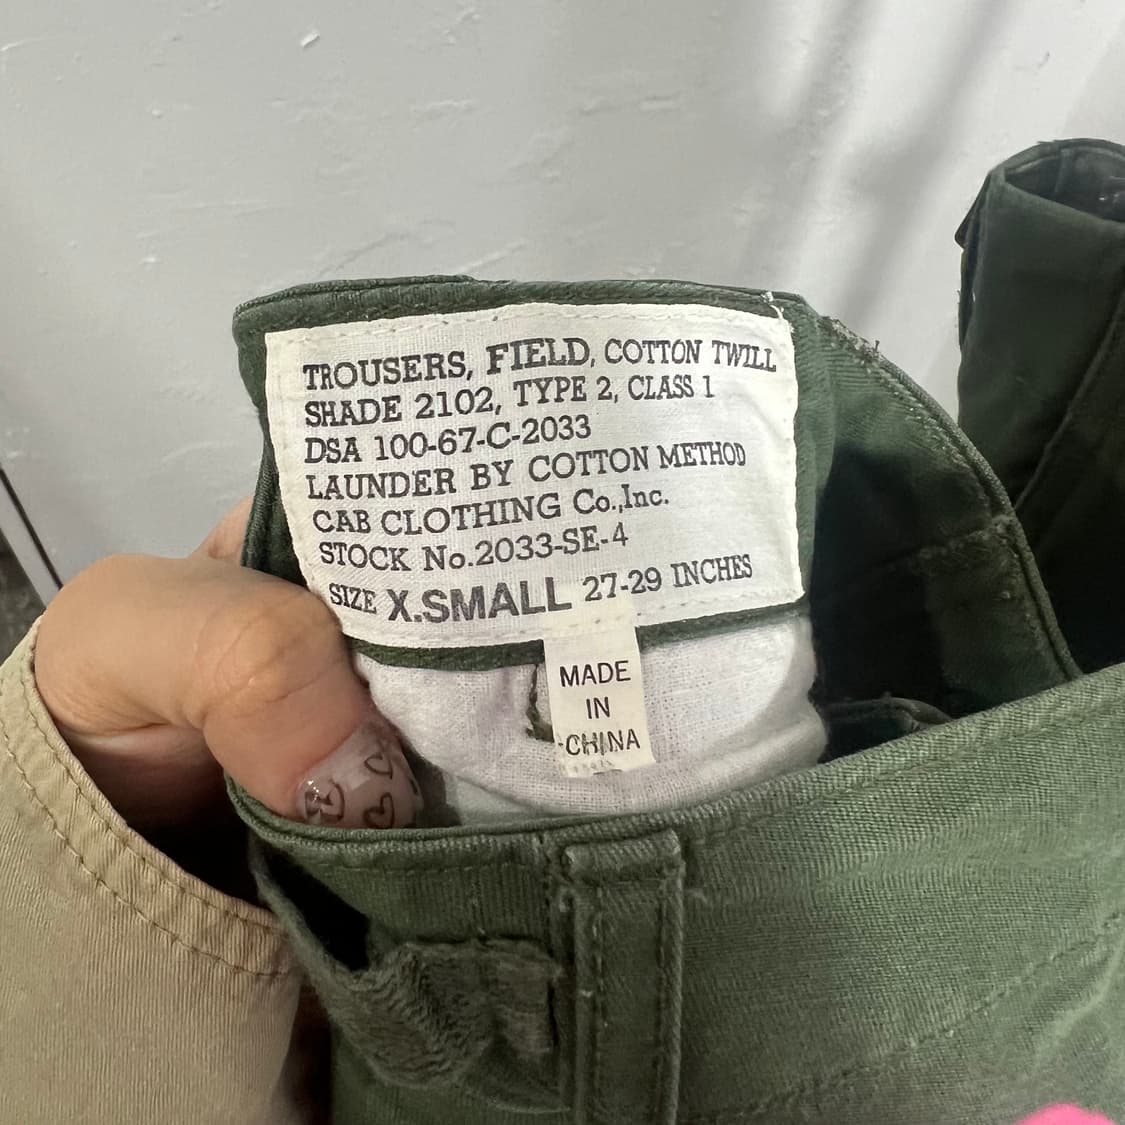 TROUSERS, FIELD, COTTON TWILL
SHADE 2102, TYPE 2, CLASS 1
DSA 100-67-C-2033
LAUNDER BY COTTON METHOD
CAB CLOTHING Co.,Inc.
STOCK No.2033-SE-4
SIZE X.SMALL 27-29 INCHES
MADE
IN
CHINA